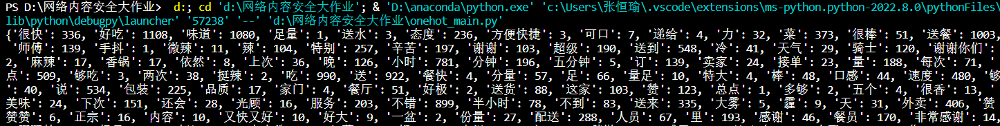 PS D:\网络内容安全大作业>  d:; cd 'd:\网络内容安全大作业'; & 'D:\anaconda\python.exe' 'c:\Users\张恒瑜\.vscode\extensions\ms-python.python-2022.8.0\pythonFiles\
lib\python\debugpy\launcher' '57238' '--' 'd:\网络内容安全大作业\onehot_main.py'
{'很快': 336, '好吃': 1108, '味道': 1080, '足量': 1, '送水': 3, '态度': 236, '方便快捷': 3, '可口': 7, '递给': 4, '力': 32, '菜': 373, '很棒': 51, '送餐': 1003,
'师傅': 139, '手抖': 1, '微辣': 11, '辣': 104, '特别': 257, '辛苦': 197, '谢谢': 103, '超级': 190, '送到': 548, '冷': 41, '天气': 29, '骑士': 120, '谢谢你们':
2, '麻辣': 17, '香锅': 17, '依然': 8, '上次': 36, '晚': 126, '小时': 781, '分钟': 196, '五分钟': 5, '订': 139, '卖家': 24, '接单': 23, '量': 188, '每次': 71, '
点': 509, '够吃': 3, '两次': 38, '挺辣': 2, '吃': 990, '送': 922, '餐快': 4, '分量': 57, '足': 66, '量足': 10, '特大': 4, '棒': 48, '口感': 44, '速度': 480, '够
': 40, '说': 534, '包装': 225, '品质': 17, '家门': 4, '餐厅': 51, '好极': 2, '送货': 88, '这家': 103, '赞': 123, '总点': 1, '多够': 2, '五个': 4, '很香': 13, '
美味': 24, '下次': 151, '还会': 28, '光顾': 16, '服务': 203, '不错': 899, '半小时': 78, '不到': 83, '送来': 335, '大雾': 5, '霾': 9, '天': 31, '外卖': 406, '赞
赞赞': 6, '正宗': 16, '内容': 10, '又快又好': 10, '好大': 9, '一盆': 2, '份量': 27, '配送': 288, '人员': 67, '里': 193, '感谢': 46, '餐员': 170, '非常感谢': 14,